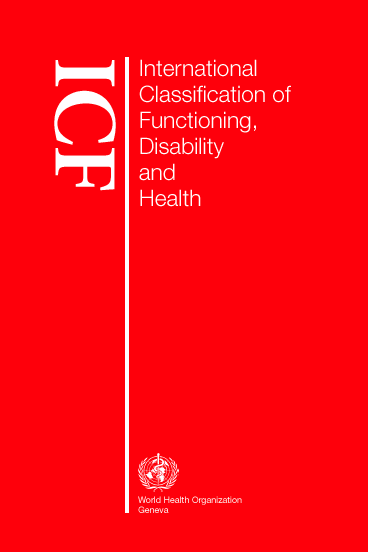 ICF
International
Classification of
Functioning,
Disability
and
Health
World Health Organization
Geneva